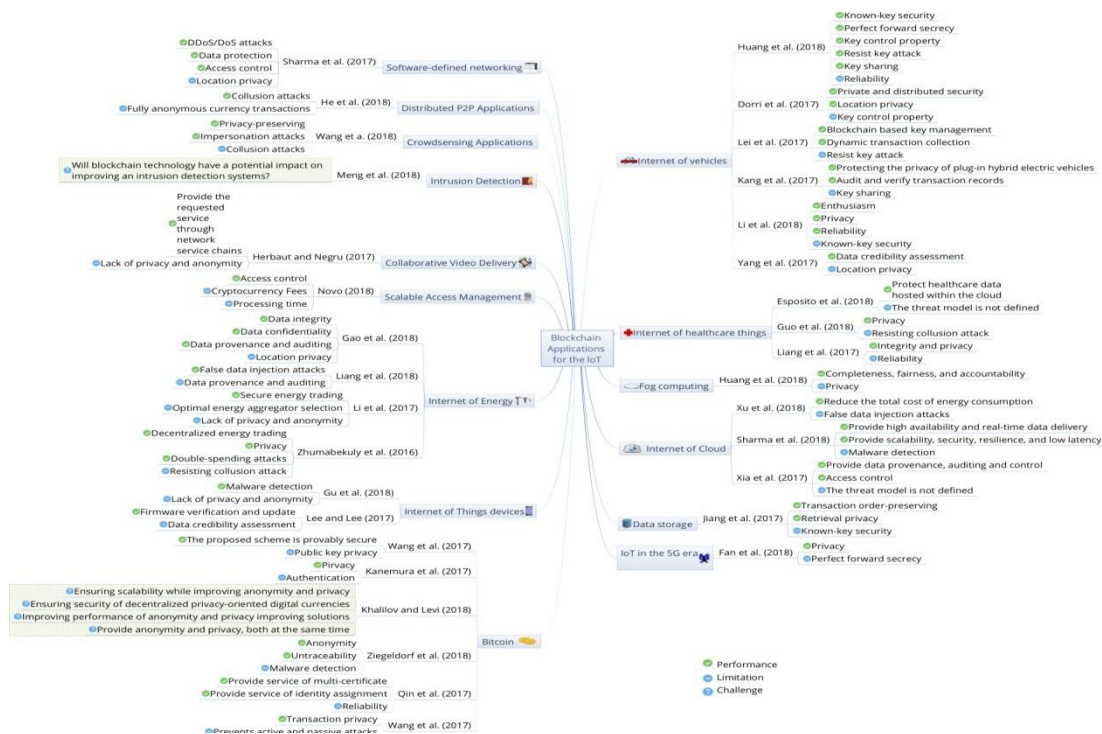 DDoS/DoS attacks
Data protection
Access control
Location privacy
Sharma et al. (2017)
Software-defined networking
Collusion attacks
Fully anonymous currency transactions
He et al. (2018)
Distributed P2P Applications
Privacy-preserving
Impersonation attacks
Collusion attacks
Wang et a. (2018)
Crowdsensing Applications
Will blockchain technology have a potential impact on
improving an intrusion detection systems?
Meng et al. (2018)
Intrusion Detection
Provide the
requested
service
through
network
service chains
Lack of privacy and anonymity
Herbaut and Negru (2017)
Collaborative Video Delivery
Access control
Cryptocurrency Fees
Processing time
Novo (2018)
Scalable Access Management
Data integrity
Data confidentiality
Data provenance and auditing
Location privacy
Gao et al. (2018)
False data injection attacks
Data provenance and auditing
Liang et al. (2018)
Secure energy trading
Optimal energy aggregator selection
Lack of privacy and anonymity
Li et al. (2017)
Decentralized energy trading
Privacy
Double-spending attacks
Resisting collusion attack
Zhumabekuly et al. (2016)
Internet of Energy
Malware detection
Lack of privacy and anonymity
Gu et al. (2018)
Firmware verification and update
Data credibility assessment
Lee and Lee (2017)
Internet of Things devices
The proposed scheme is provably secure
Public key privacy
Wang et al. (2017)
Pirvacy
Authentication
Kanemura et al. (2017)
Ensuring scalability while improving anonymity and privacy
Ensuring security of decentralized privacy-oriented digital currencies
Improving performance of anonymity and privacy improving solutions
Provide anonymity and privacy, both at the same time
Khalilov and Levi (2018)
Anonymity
Untraceability
Malware detection
Ziegeldorf et al. (2018)
Provide service of multi-certificate
Provide service of identity assignment
Reliability
Qin et al. (2017)
Transaction privacy
Prevents active and passive attacks
Wang et al. (2017)
Bitcoin
Blockchain
Applications
for the IoT
Internet of vehicles
Huang et al. (2018)
Known-key security
Perfect forward secrecy
Key control property
Resist key attack
Key sharing
Reliability
Dorri et al. (2017)
Private and distributed security
Location privacy
Key control property
Lei et al. (2017)
Blockchain based key management
Dynamic transaction collection
Resist key attack
Kang et al. (2017)
Protecting the privacy of plug-in hybrid electric vehicles
Audit and verify transaction records
Key sharing
Li et al. (2018)
Enthusiasm
Privacy
Reliability
Known-key security
Yang et al. (2017)
Data credibility assessment
Location privacy
Internet of healthcare things
Esposito et al. (2018)
Protect healthcare data
hosted within the cloud
The threat model is not defined
Guo et al. (2018)
Privacy
Resisting collusion attack
Liang et al. (2017)
Integrity and privacy
Reliability
Fog computing
Huang et al. (2018)
Completeness, fairness, and accountability
Privacy
Internet of Cloud
Xu et al. (2018)
Reduce the total cost of energy consumption
False data injection attacks
Sharma et al. (2018)
Provide high availability and real-time data delivery
Provide scalability, security, resilience, and low latency
Malware detection
Xia et al. (2017)
Provide data provenance, auditing and control
Access control
The threat model is not defined
Data storage
Jiang et al. (2017)
Transaction order-preserving
Retrieval privacy
Known-key security
IoT in the 5G era
Fan et al. (2018)
Privacy
Perfect forward secrecy
Performance
Limitation
Challenge